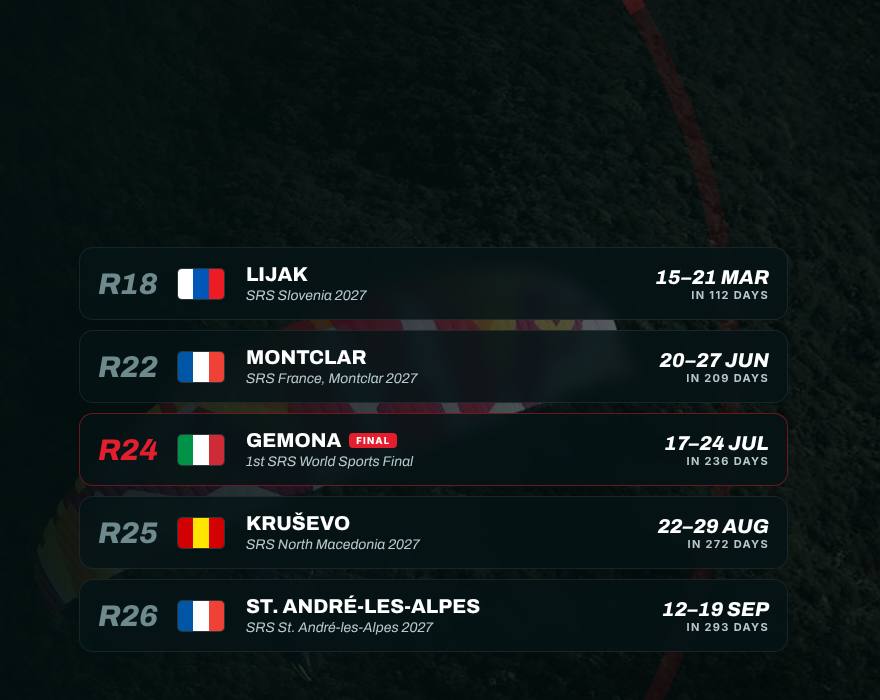 R18
LIJAK
SRS Slovenia 2027
15–21 MAR
IN 112 DAYS
R22
MONTCLAR
SRS France, Montclar 2027
20–27 JUN
IN 209 DAYS
R24
GEMONA FINAL
1st SRS World Sports Final
17–24 JUL
IN 236 DAYS
R25
KRUŠEVO
SRS North Macedonia 2027
22–29 AUG
IN 272 DAYS
R26
ST. ANDRÉ-LES-ALPES
SRS St. André-les-Alpes 2027
12–19 SEP
IN 293 DAYS